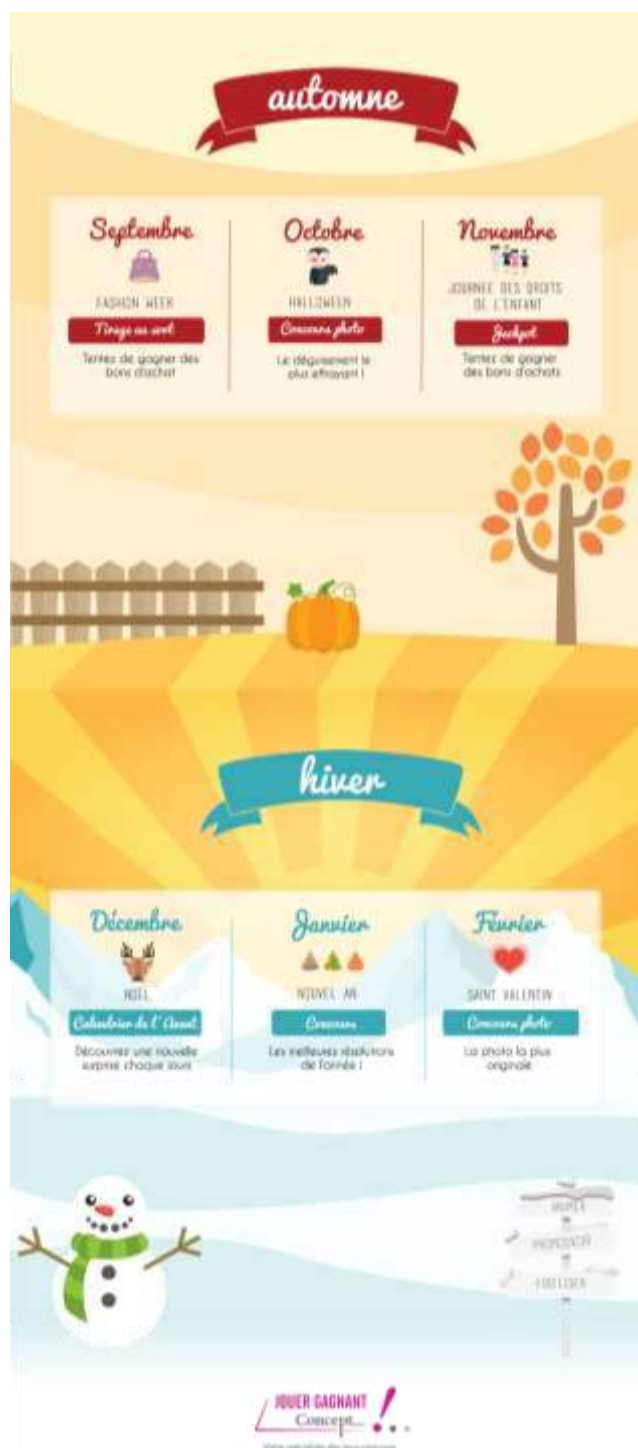 automne
Septembre
FASHION WEEK
Tirage au sort
Tentez de gagner des
bons d'achat
Octobre
HALLOWEEN
Concours photo
Le déguisement le
plus effrayant !
Novembre
JOURNEE DES DROITS
DE L'ENFANT
Jackpot
Tentez de gagner
des bons d'achats
hiver
Décembre
NOËL
Calendrier de l'Avent
Découvrez une nouvelle
surprise chaque jours
Janvier
NOUVEL AN
Concours
Les meilleures résolutions
de l'année !
Février
SAINT VALENTIN
Concours photo
La photo la plus
originale
FIDELISER
JOUER GAGNANT
Concept...!